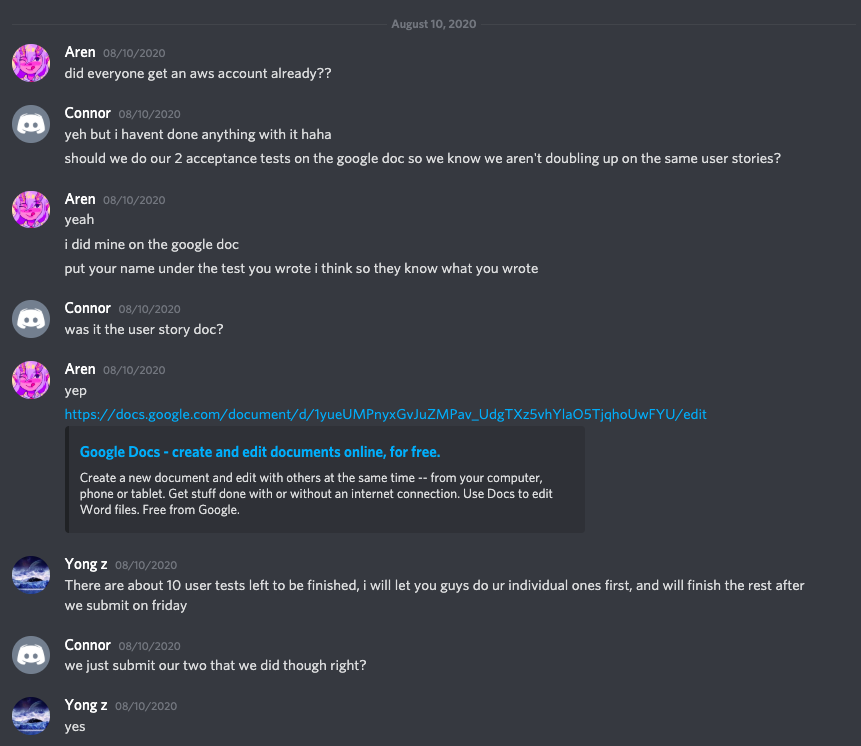 August 10, 2020
Aren 08/10/2020
did everyone get an aws account already??
Connor 08/10/2020
yeh but i havent done anything with it haha
should we do our 2 acceptance tests on the google doc so we know we aren't doubling up on the same user stories?
Aren 08/10/2020
yeah
i did mine on the google doc
put your name under the test you wrote i think so they know what you wrote
Connor 08/10/2020
was it the user story doc?
Aren 08/10/2020
yep
https://docs.google.com/document/d/1yueUMPnyxGvJuZMPav_UdgTXz5vhYlaO5TjqhoUwFYU/edit
Google Docs - create and edit documents online, for free.
Create a new document and edit with others at the same time -- from your computer,
phone or tablet. Get stuff done with or without an internet connection. Use Docs to edit
Word files. Free from Google.
Yong z 08/10/2020
There are about 10 user tests left to be finished, i will let you guys do ur individual ones first, and will finish the rest after
we submit on friday
Connor 08/10/2020
we just submit our two that we did though right?
Yong z 08/10/2020
yes